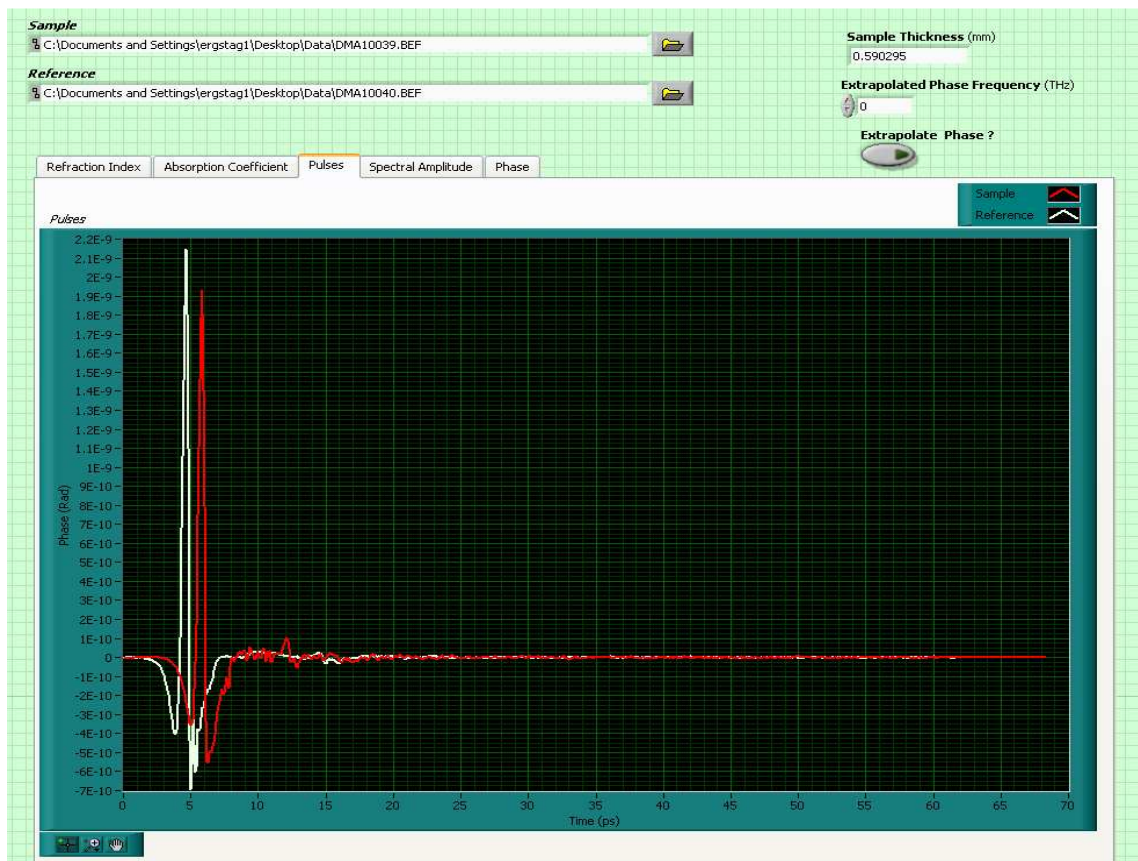 Sample
C:\Documents and Settings\ergstag1\Desktop\Data\DMA10039.BEF
Reference
C:\Documents and Settings\ergstag1\Desktop\Data\DMA10040.BEF
Sample Thickness (mm)
0.590295
Extrapolated Phase Frequency (THz)
0
Extrapolate Phase ?
Refraction Index
Absorption Coefficient
Pulses
Spectral Amplitude
Phase
Sample
Reference
Pulses
2.2E-9
2.1E-9
2E-9
1.9E-9
1.8E-9
1.7E-9
1.6E-9
1.5E-9
1.4E-9
1.3E-9
1.2E-9
1.1E-9
1E-9
9E-10
8E-10
7E-10
6E-10
5E-10
4E-10
3E-10
2E-10
1E-10
0
-1E-10
-2E-10
-3E-10
-4E-10
-5E-10
-6E-10
-7E-10
Phase (Rad)
0 5 10 15 20 25 30 35 40 45 50 55 60 65 70
Time (ps)